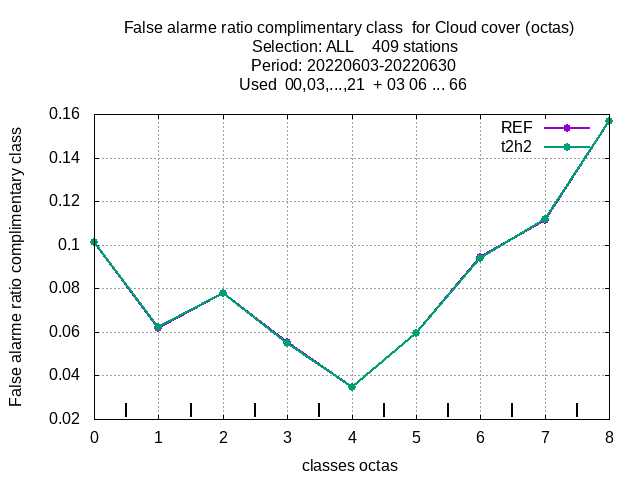 False alarme ratio complimentary class  for Cloud cover (octas)
Selection: ALL    409 stations
Period: 20220603-20220630
Used  00,03,...,21  + 03 06 ... 66
False alarme ratio complimentary class
0.16
0.14
0.12
0.1
0.08
0.06
0.04
0.02
REF
t2h2
0 1 2 3 4 5 6 7 8
classes octas